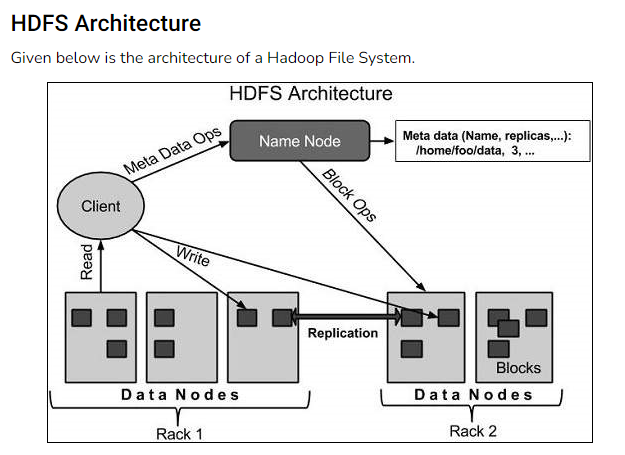 HDFS Architecture
Given below is the architecture of a Hadoop File System.
HDFS Architecture
Meta Data Ops
Name Node
Meta data (Name, replicas,...):
/home/foo/data, 3, ...
Client
Block Ops
Read
Write
Replication
Blocks
Data Nodes
Data Nodes
Rack 1
Rack 2